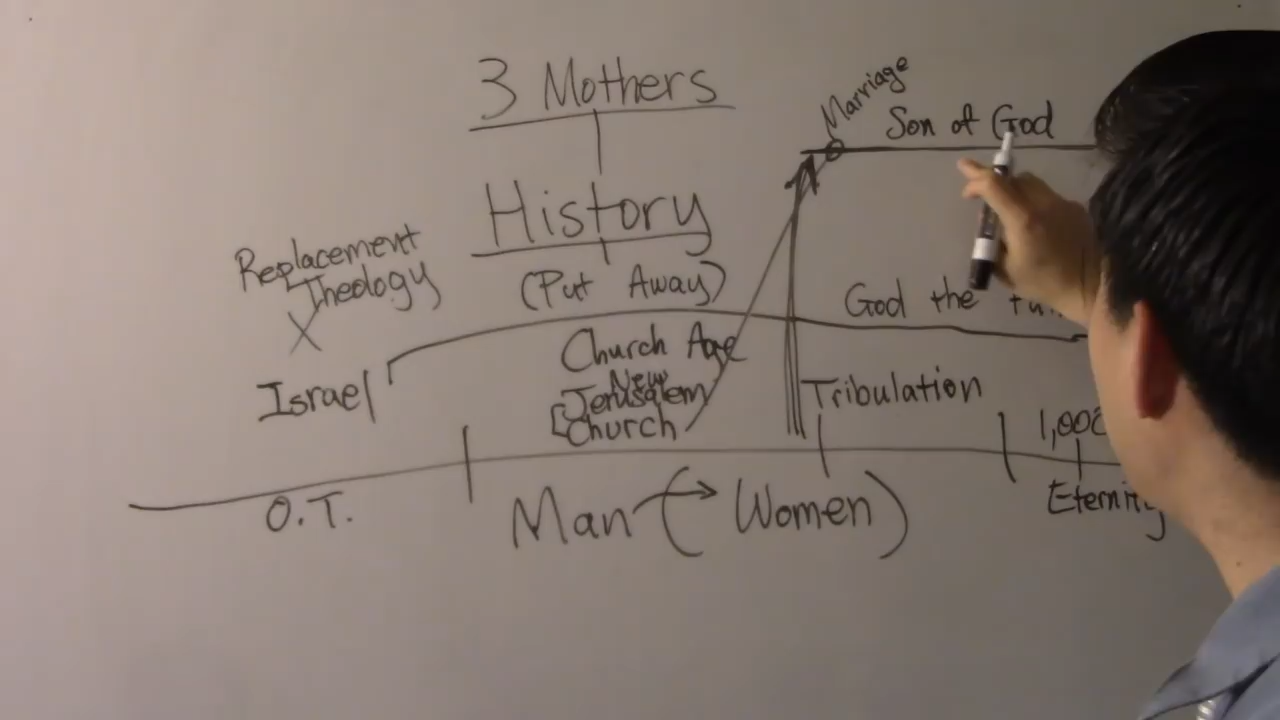 3 Mothers
Marriage
Son of God
History
Replacement
Theology
X
(Put Away)
God the
Church Age
Israel
New
Jerusalem
[Church
Tribulation
O.T.
Man (→ Women)